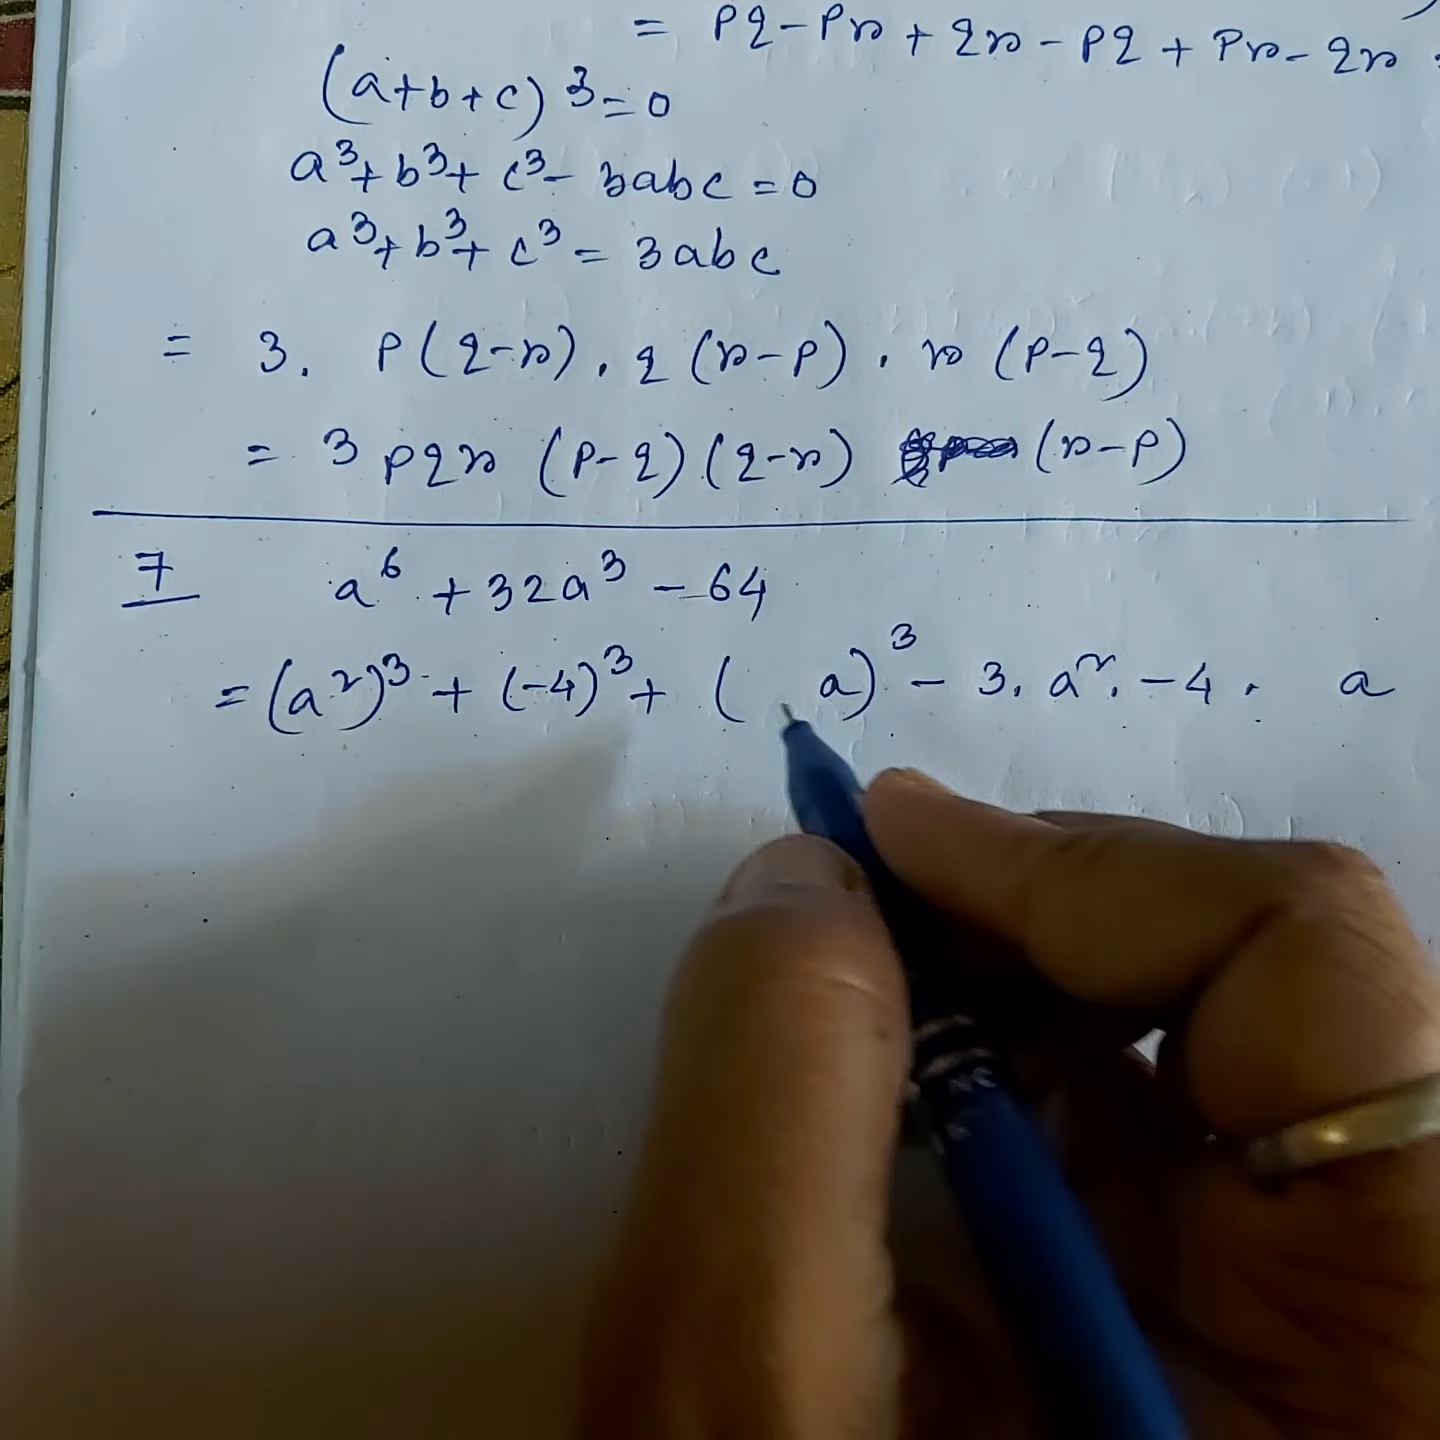 = pq - pr + qr - pq + pr - qr
(a+b+c)³ = 0
a³ + b³ + c³ - 3abc = 0
a³ + b³ + c³ = 3abc
= 3. p(q-r) . q(r-p) . r(p-q)
= 3pqr (p-q)(q-r) (r-p)
7 a⁶ + 32a³ - 64
= (a²)³ + (-4)³ + ( a)³ - 3. a². -4 . a